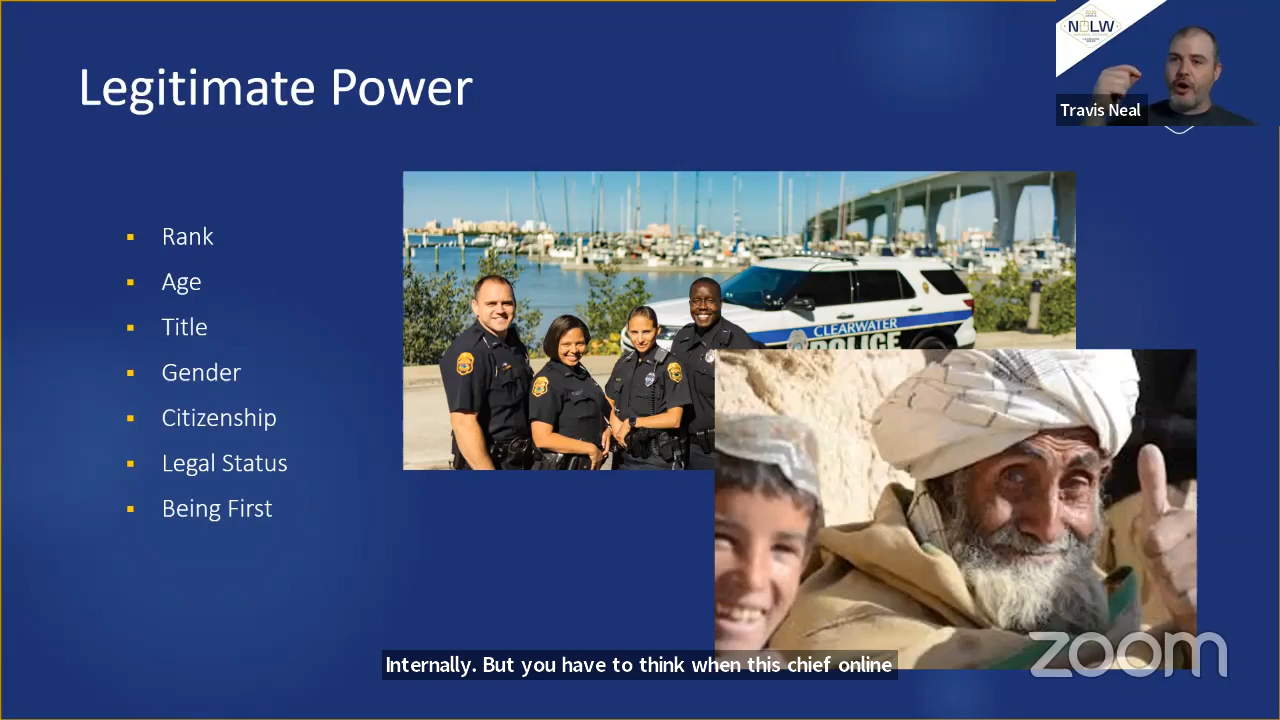 Legitimate Power
NOLW
Travis Neal
Rank
Age
Title
Gender
Citizenship
Legal Status
Being First
CLEARWATER
POLICE
Internally. But you have to think when this chief online
zoom